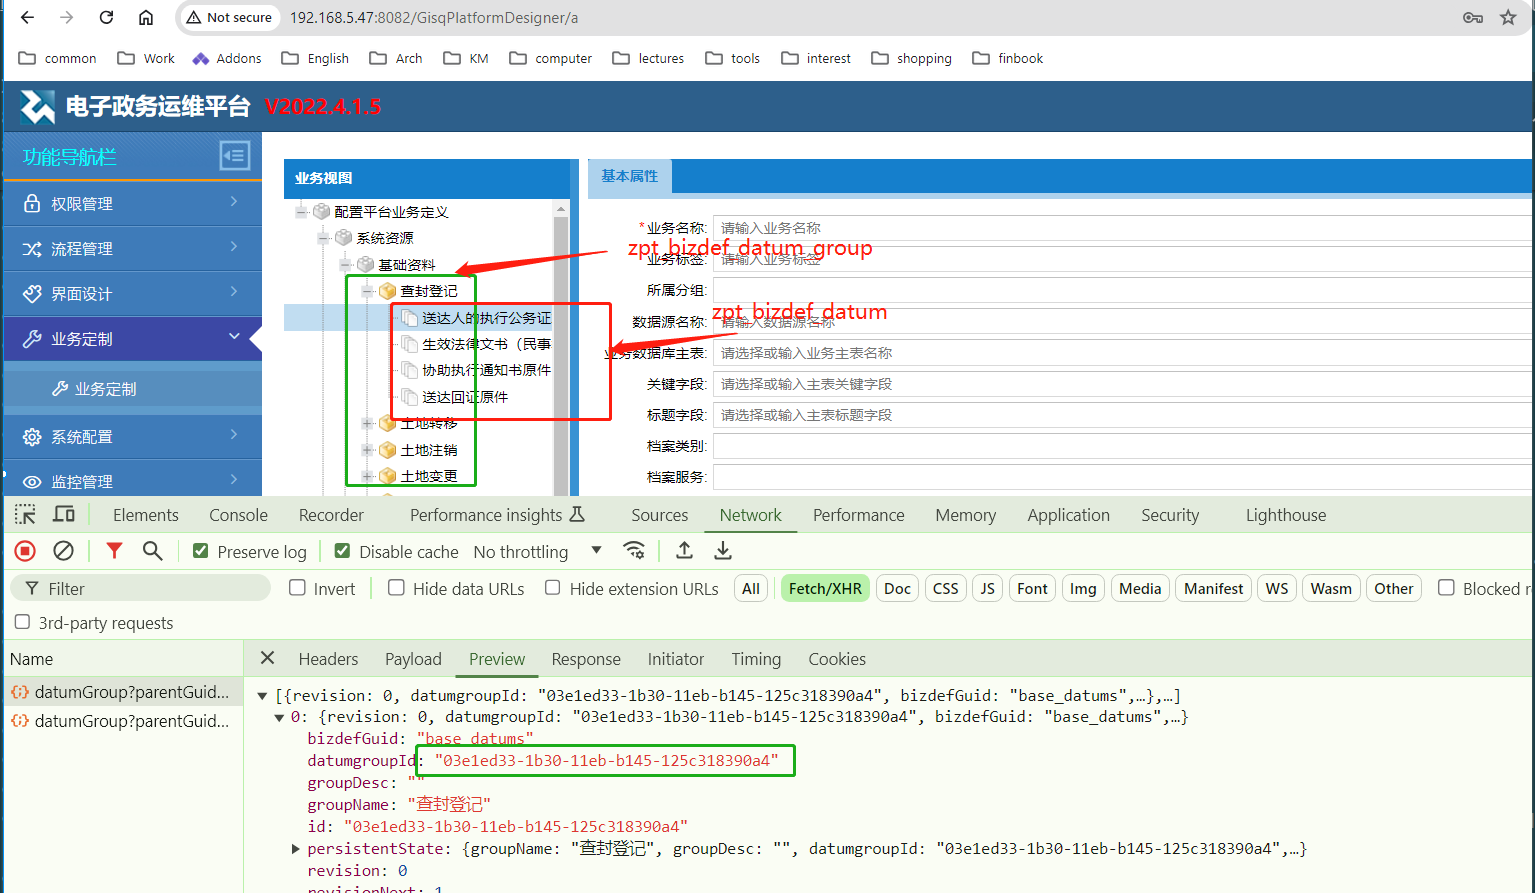 Not secure 192.168.5.47:8082/GisqPlatformDesigner/a
common Work Addons English Arch KM computer lectures tools interest shopping finbook
电子政务运维平台 V2022.4.1.5
功能导航栏
权限管理
流程管理
界面设计
业务定制
业务定制
系统配置
监控管理
业务视图
配置平台业务定义
系统资源
基础资料
查封登记
送达人的执行公务证
生效法律文书（民事
协助执行通知书原件
送达回证原件
土地转移
土地注销
土地变更
zpt_bizdef_datum_group
zpt_bizdef_datum
基本属性
*业务名称: 请输入业务名称
业务标签: 请输入业务标签
所属分组:
数据源名称: 请输入数据源名称
业务数据库主表: 请选择或输入业务主表名称
关键字段: 请选择或输入主表关键字段
标题字段: 请选择或输入主表标题字段
档案类别:
档案服务:
Elements Console Recorder Performance insights Sources Network Performance Memory Application Security Lighthouse
Preserve log Disable cache No throttling
Filter Invert Hide data URLs Hide extension URLs All Fetch/XHR Doc CSS JS Font Img Media Manifest WS Wasm Other Blocked r
3rd-party requests
Name
datumGroup?parentGuid...
datumGroup?parentGuid...
Headers Payload Preview Response Initiator Timing Cookies
[{revision: 0, datumgroupId: "03e1ed33-1b30-11eb-b145-125c318390a4", bizdefGuid: "base_datums",…},…]
0: {revision: 0, datumgroupId: "03e1ed33-1b30-11eb-b145-125c318390a4", bizdefGuid: "base_datums",…}
bizdefGuid: "base_datums"
datumgroupId: "03e1ed33-1b30-11eb-b145-125c318390a4"
groupDesc: ""
groupName: "查封登记"
id: "03e1ed33-1b30-11eb-b145-125c318390a4"
persistentState: {groupName: "查封登记", groupDesc: "", datumgroupId: "03e1ed33-1b30-11eb-b145-125c318390a4",…}
revision: 0
revisionNext: 1